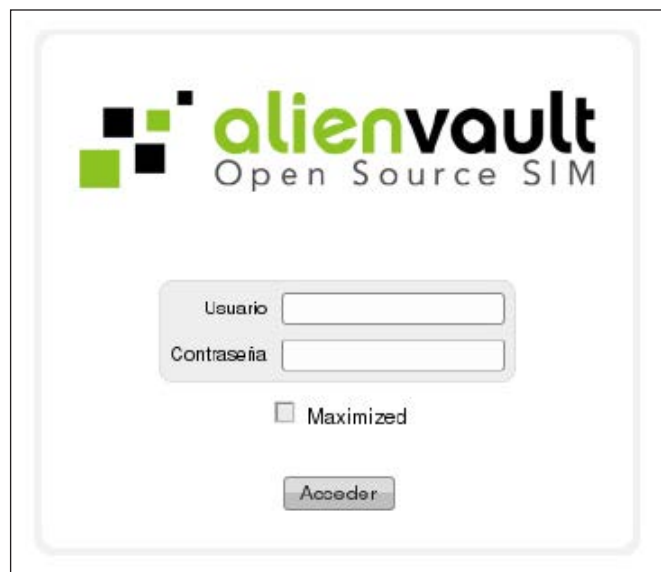 alienvault
Open Source SIM
Usuario
Contraseña
Maximized
Acceder